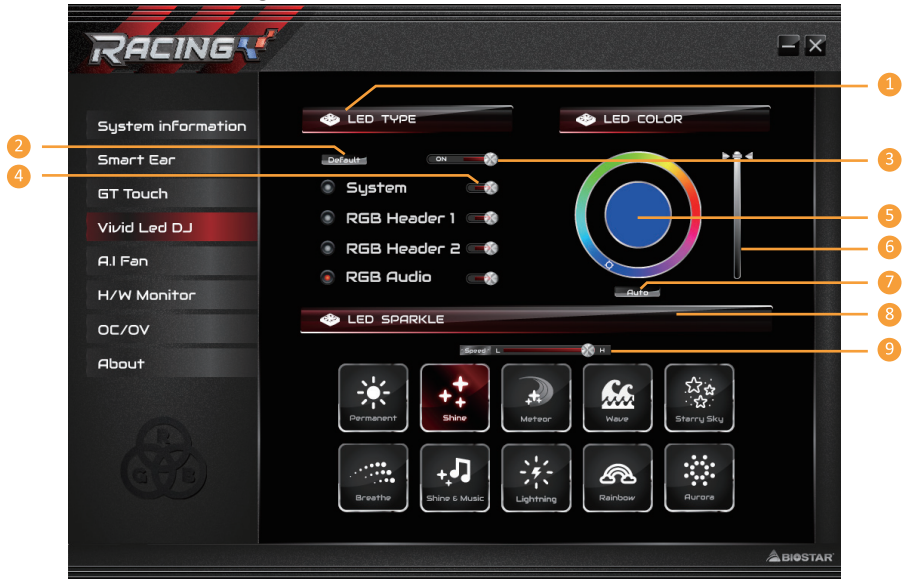 RACING
System information
Smart Ear
GT Touch
Vivid Led DJ
A.I Fan
H/W Monitor
OC/OV
About
R
G B
LED TYPE
Default
ON
System
RGB Header 1
RGB Header 2
RGB Audio
LED COLOR
Auto
LED SPARKLE
Speed L H
Permanent
Shine
Meteor
Wave
Starry Sky
Breathe
Shine & Music
Lightning
Rainbow
Aurora
BIOSTAR
1
2
3
4
5
6
7
8
9